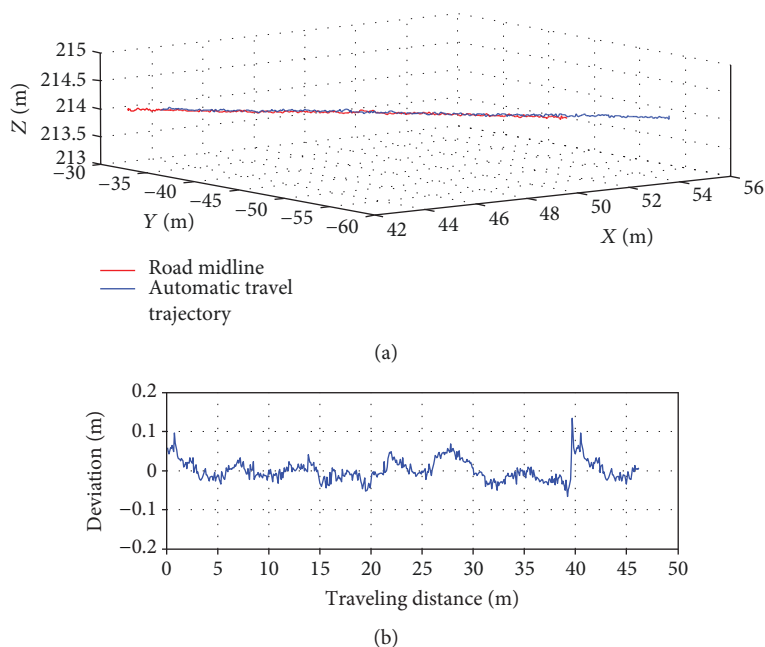 215
214.5
214
213.5
213
−30
−35
−40
−45
−50
−55
−60
42
44
46
48
50
52
54
56
Z (m)
Y (m)
X (m)
Road midline
Automatic travel
trajectory
(a)
0.2
0.1
0
−0.1
−0.2
Deviation (m)
0 5 10 15 20 25 30 35 40 45 50
Traveling distance (m)
(b)